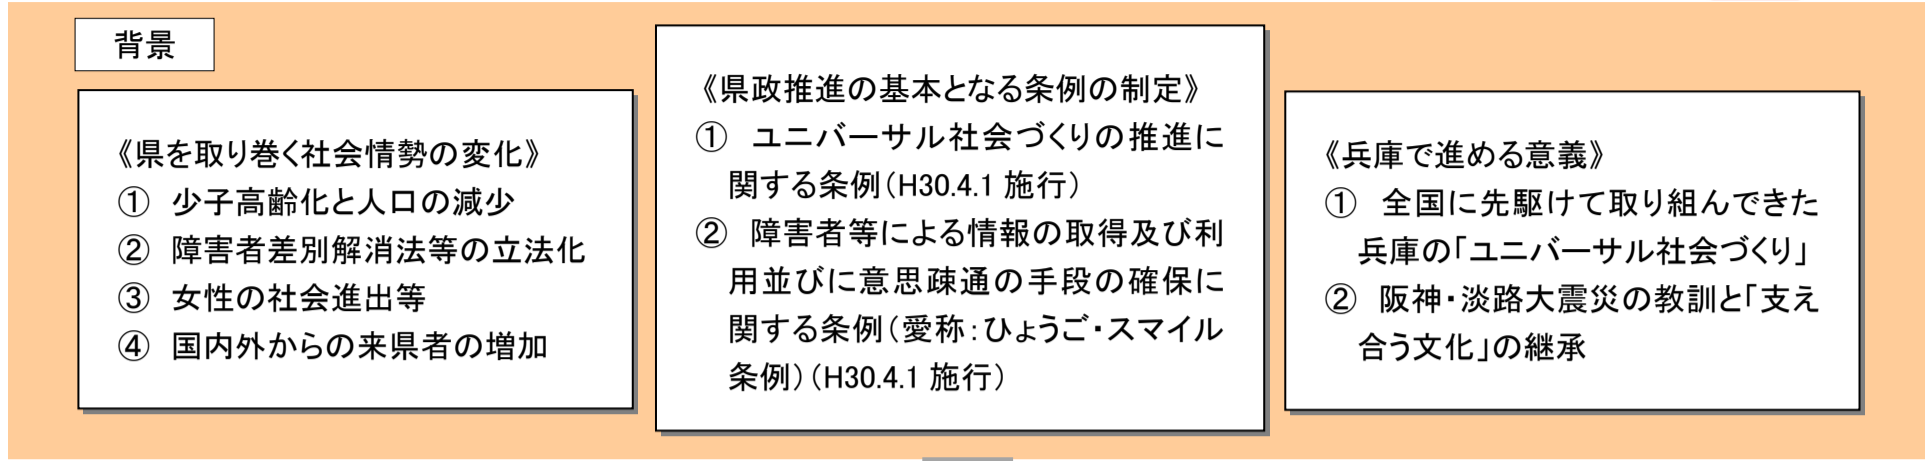 背景
《県を取り巻く社会情勢の変化》
① 少子高齢化と人口の減少
② 障害者差別解消法等の立法化
③ 女性の社会進出等
④ 国内外からの来県者の増加
《県政推進の基本となる条例の制定》
① ユニバーサル社会づくりの推進に
関する条例(H30.4.1 施行)
② 障害者等による情報の取得及び利
用並びに意思疎通の手段の確保に
関する条例(愛称:ひょうご・スマイル
条例)(H30.4.1 施行)
《兵庫で進める意義》
① 全国に先駆けて取り組んできた
兵庫の「ユニバーサル社会づくり」
② 阪神・淡路大震災の教訓と「支え
合う文化」の継承